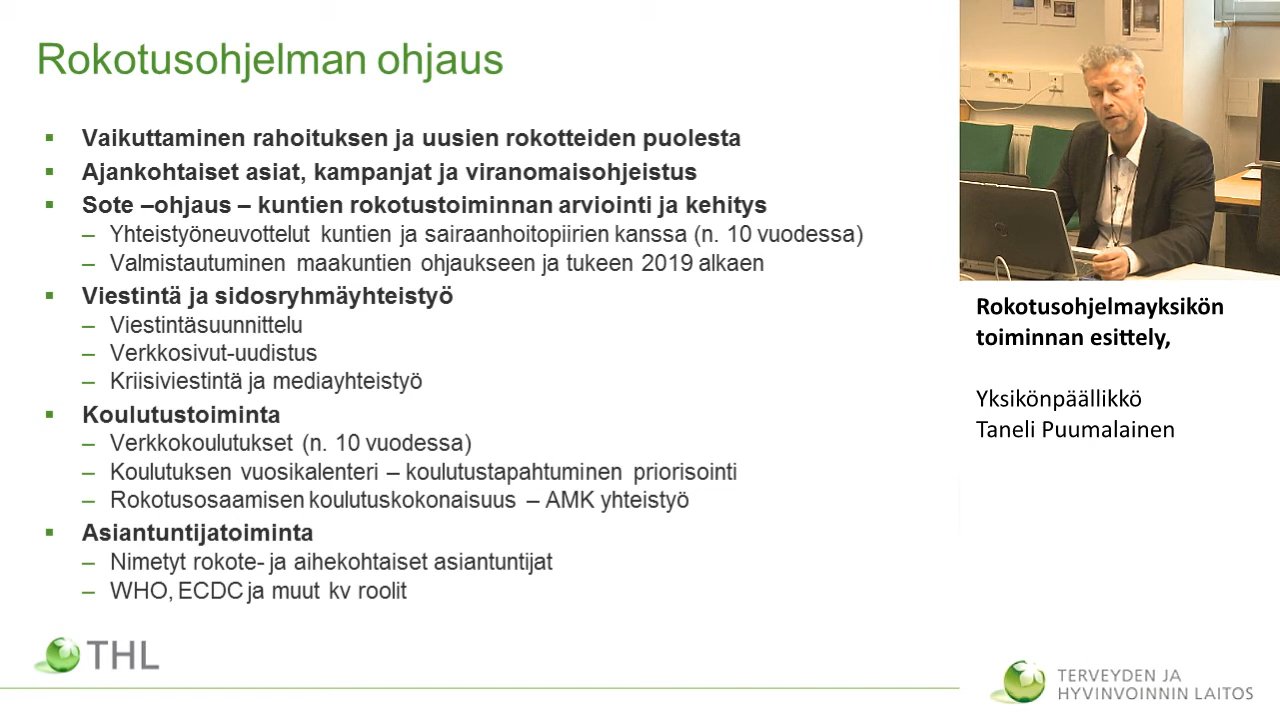 Rokotusohjelman ohjaus
Vaikuttaminen rahoituksen ja uusien rokotteiden puolesta
Ajankohtaiset asiat, kampanjat ja viranomaisohjeistus
Sote –ohjaus – kuntien rokotustoiminnan arviointi ja kehitys
– Yhteistyöneuvottelut kuntien ja sairaanhoitopiirien kanssa (n. 10 vuodessa)
– Valmistautuminen maakuntien ohjaukseen ja tukeen 2019 alkaen
Viestintä ja sidosryhmäyhteistyö
– Viestintäsuunnittelu
– Verkkosivut-uudistus
– Kriisiviestintä ja mediayhteistyö
Koulutustoiminta
– Verkkokoulutukset (n. 10 vuodessa)
– Koulutuksen vuosikalenteri – koulutustapahtuminen priorisointi
– Rokotusosaamisen koulutuskokonaisuus – AMK yhteistyö
Asiantuntijatoiminta
– Nimetyt rokote- ja aihekohtaiset asiantuntijat
– WHO, ECDC ja muut kv roolit
THL
Rokotusohjelmayksikön
toiminnan esittely,
Yksikönpäällikkö
Taneli Puumalainen
TERVEYDEN JA
HYVINVOINNIN LAITOS